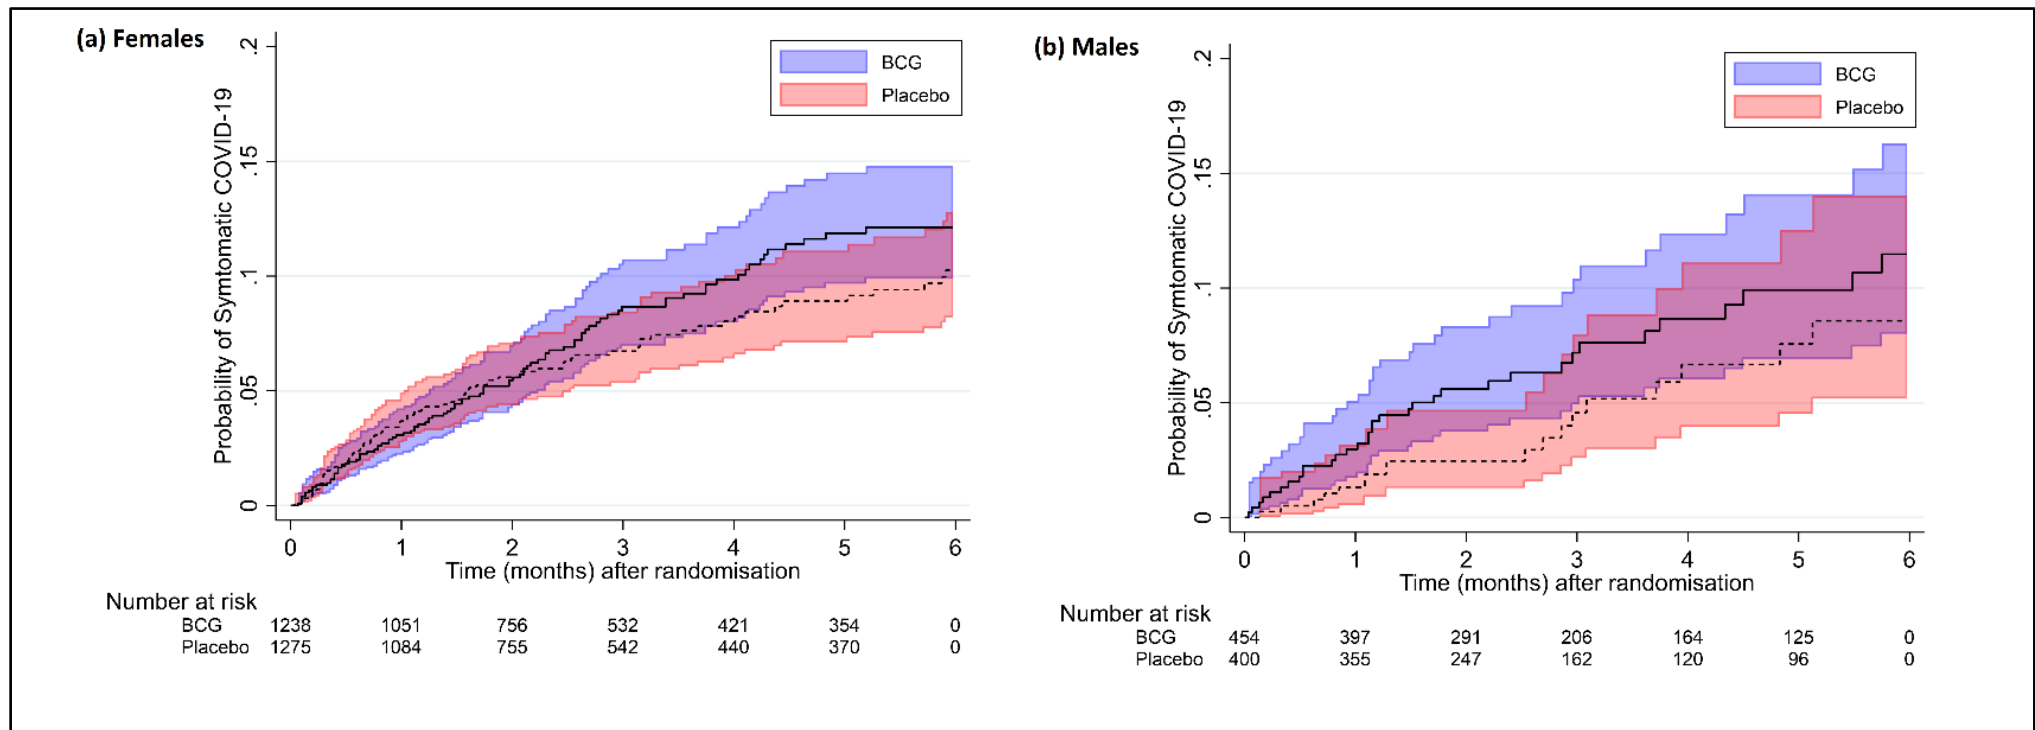 (a) Females
.2
.15
.1
.05
0
Probability of Symtomatic COVID-19
BCG
Placebo
0 1 2 3 4 5 6
Time (months) after randomisation
Number at risk
BCG 1238 1051 756 532 421 354 0
Placebo 1275 1084 755 542 440 370 0
(b) Males
.2
.15
.1
.05
0
Probability of Symtomatic COVID-19
BCG
Placebo
0 1 2 3 4 5 6
Time (months) after randomisation
Number at risk
BCG 454 397 291 206 164 125 0
Placebo 400 355 247 162 120 96 0